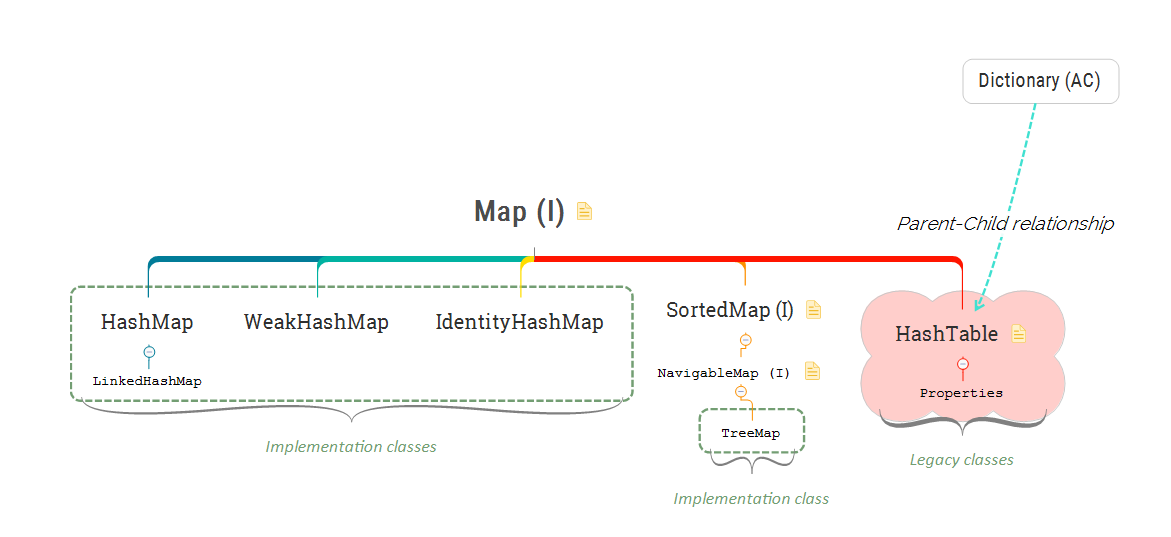 Dictionary (AC)
Map (I)
Parent-Child relationship
HashMap
WeakHashMap
IdentityHashMap
SortedMap (I)
HashTable
LinkedHashMap
NavigableMap (I)
Properties
TreeMap
Implementation classes
Legacy classes
Implementation class